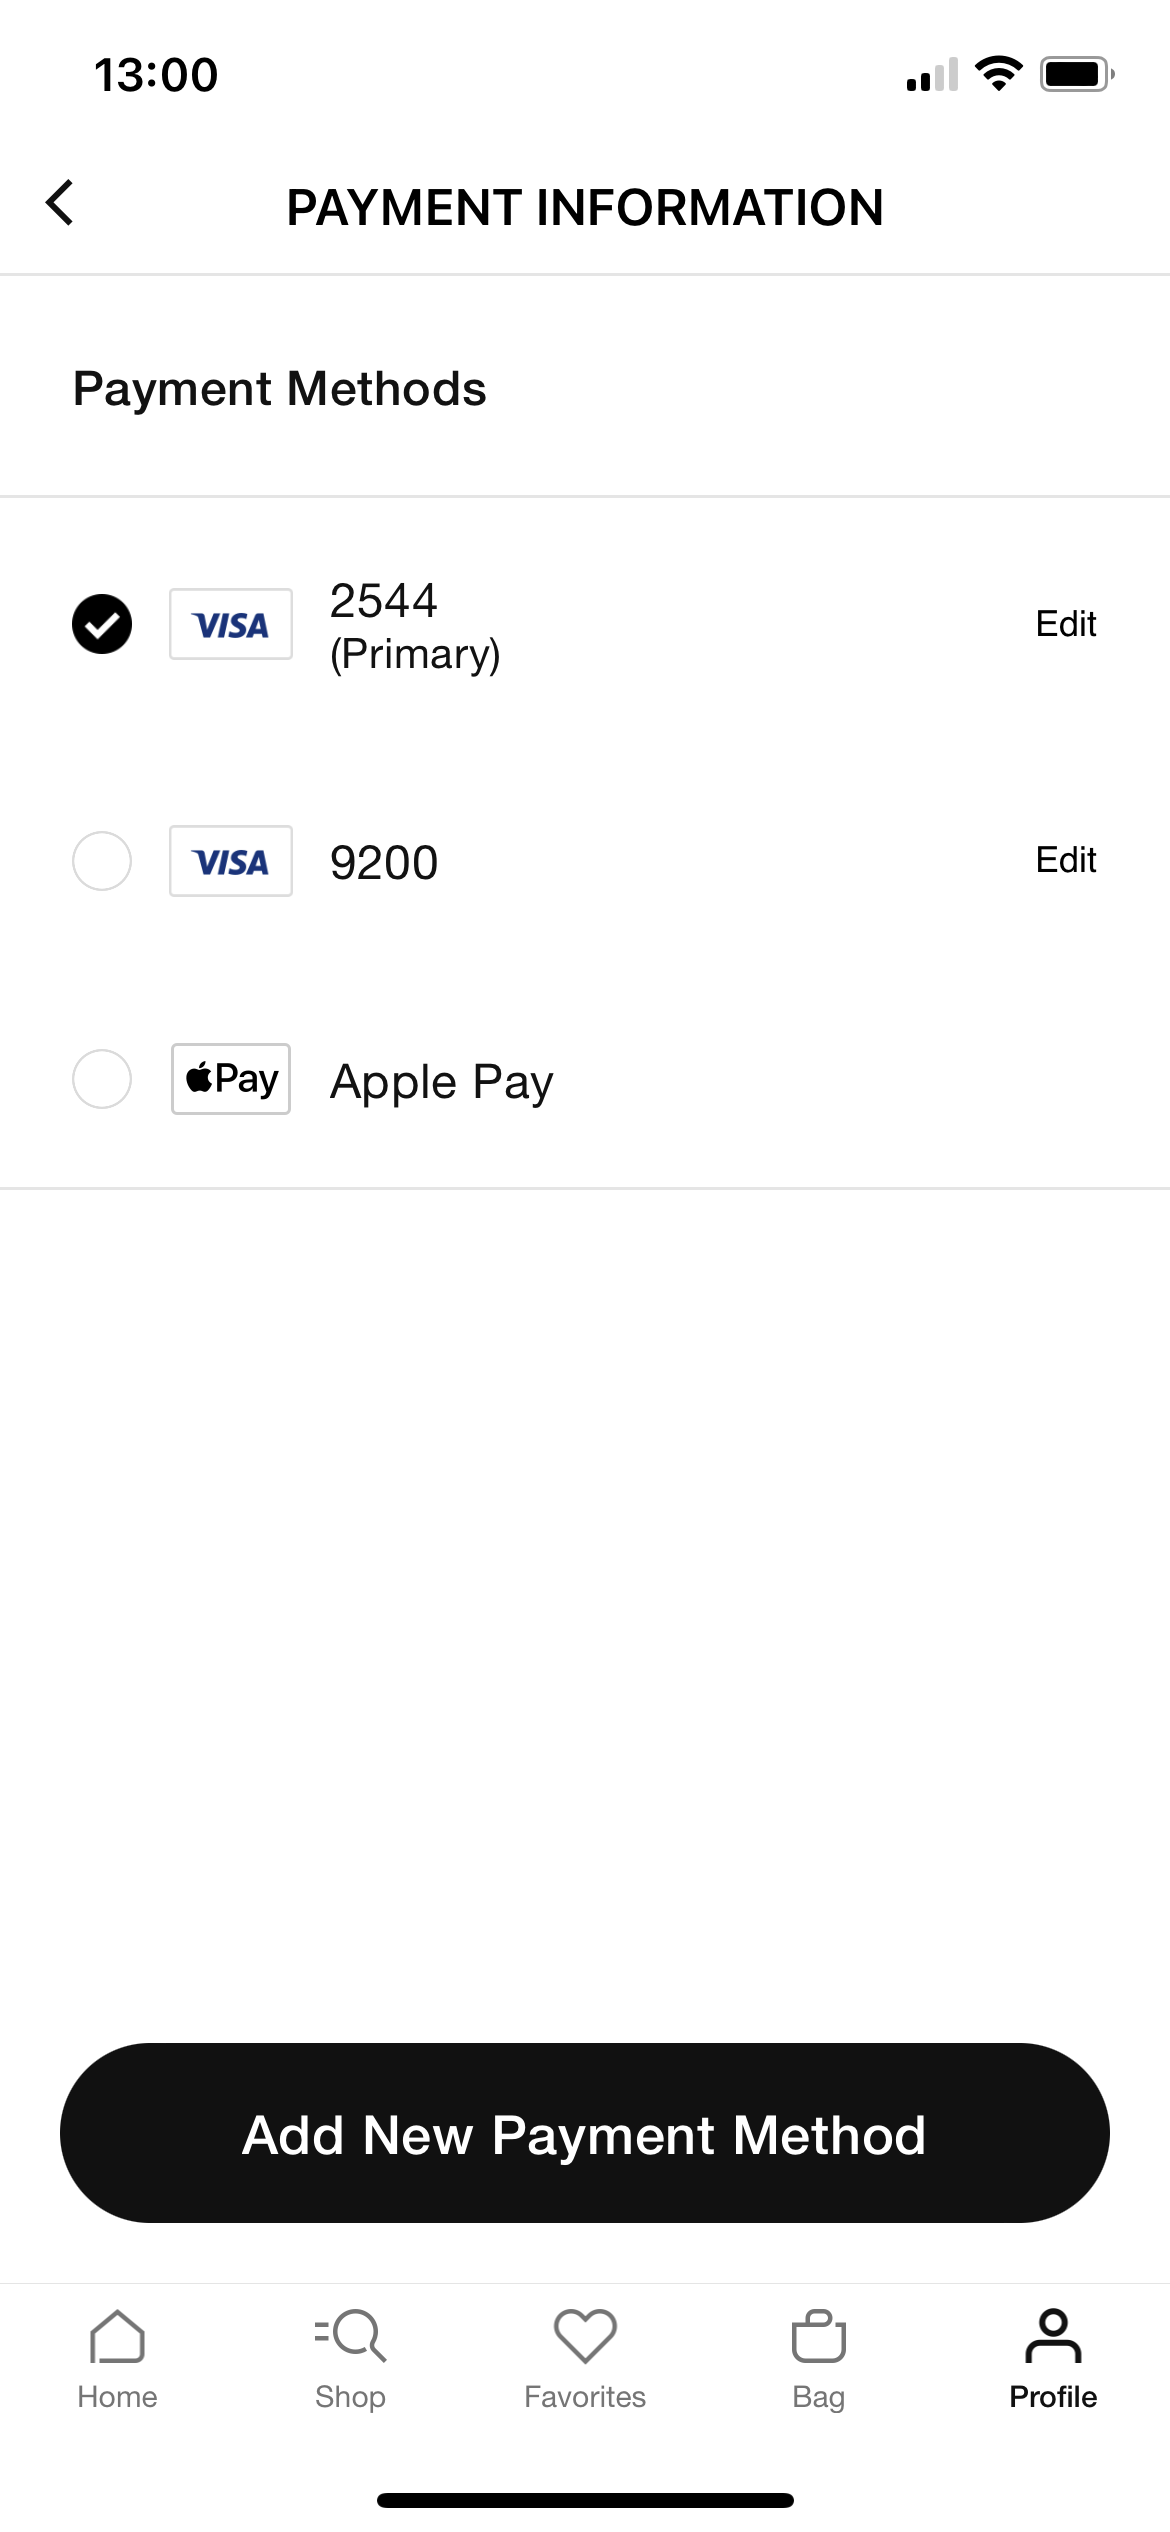 13:00
PAYMENT INFORMATION
Payment Methods
VISA 2544
(Primary)
Edit
VISA 9200 Edit
Pay Apple Pay
Add New Payment Method
Home Shop Favorites Bag Profile